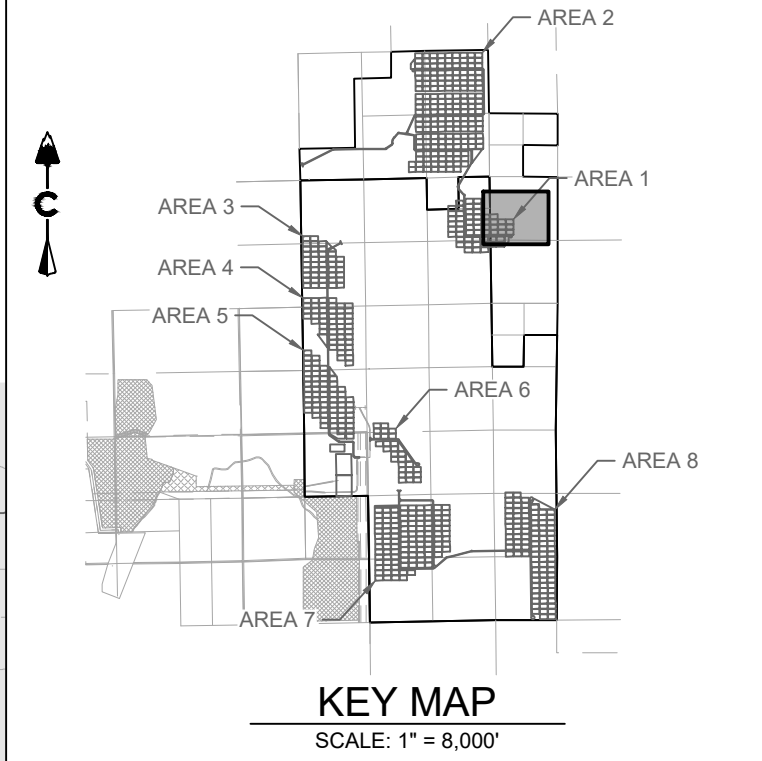 AREA 2
AREA 1
AREA 3
AREA 4
AREA 5
AREA 6
AREA 8
AREA 7
KEY MAP
SCALE: 1" = 8,000'